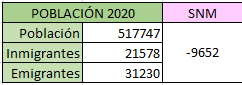 POBLACIÓN 2020 SNM
Población 517747
Inmigrantes 21578 -9652
Emigrantes 31230